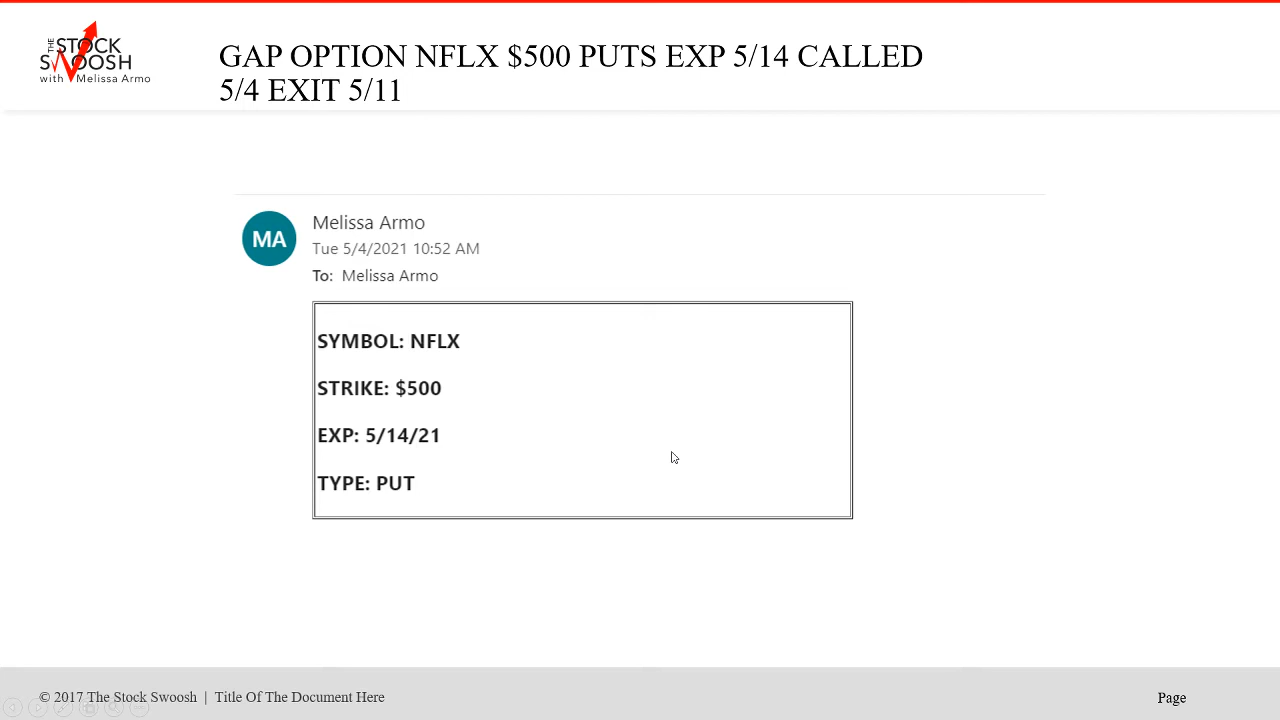 THE STOCK
SWOOSH
with Melissa Armo
GAP OPTION NFLX $500 PUTS EXP 5/14 CALLED
5/4 EXIT 5/11
MA
Melissa Armo
Tue 5/4/2021 10:52 AM
To: Melissa Armo
SYMBOL: NFLX
STRIKE: $500
EXP: 5/14/21
TYPE: PUT
© 2017 The Stock Swoosh | Title Of The Document Here
Page